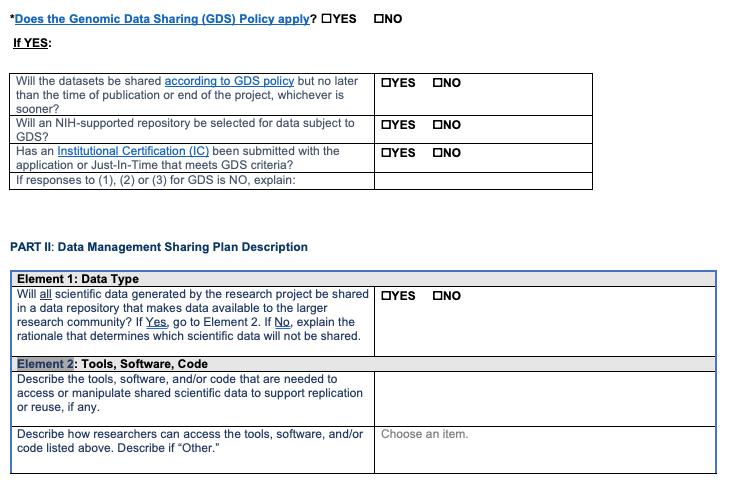 *Does the Genomic Data Sharing (GDS) Policy apply? ☐YES ☐NO
If YES:
Will the datasets be shared according to GDS policy but no later
than the time of publication or end of the project, whichever is
sooner?
☐YES ☐NO
Will an NIH-supported repository be selected for data subject to
GDS?
☐YES ☐NO
Has an Institutional Certification (IC) been submitted with the
application or Just-In-Time that meets GDS criteria?
☐YES ☐NO
If responses to (1), (2) or (3) for GDS is NO, explain:
PART II: Data Management Sharing Plan Description
Element 1: Data Type
Will all scientific data generated by the research project be shared
in a data repository that makes data available to the larger
research community? If Yes, go to Element 2. If No, explain the
rationale that determines which scientific data will not be shared.
☐YES ☐NO
Element 2: Tools, Software, Code
Describe the tools, software, and/or code that are needed to
access or manipulate shared scientific data to support replication
or reuse, if any.
Describe how researchers can access the tools, software, and/or
code listed above. Describe if “Other.”
Choose an item.